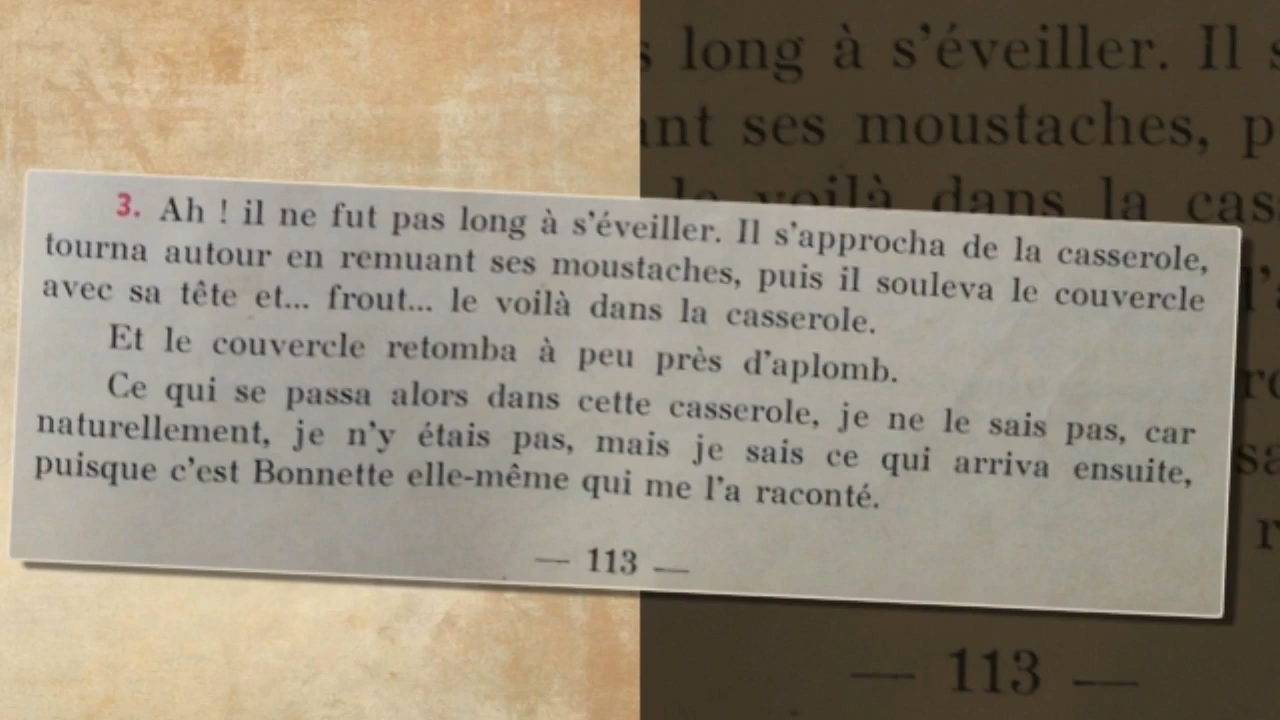 s long à s'éveiller. Il s
nt ses moustaches, p
le voilà dans la cas
3. Ah ! il ne fut pas long à s'éveiller. Il s'approcha de la casserole,
tourna autour en remuant ses moustaches, puis il souleva le couvercle
avec sa tête et... frout... le voilà dans la casserole.
Et le couvercle retomba à peu près d'aplomb.
Ce qui se passa alors dans cette casserole, je ne le sais pas, car
naturellement, je n'y étais pas, mais je sais ce qui arriva ensuite,
puisque c'est Bonnette elle-même qui me l'a raconté.
— 113 —
— 113 —